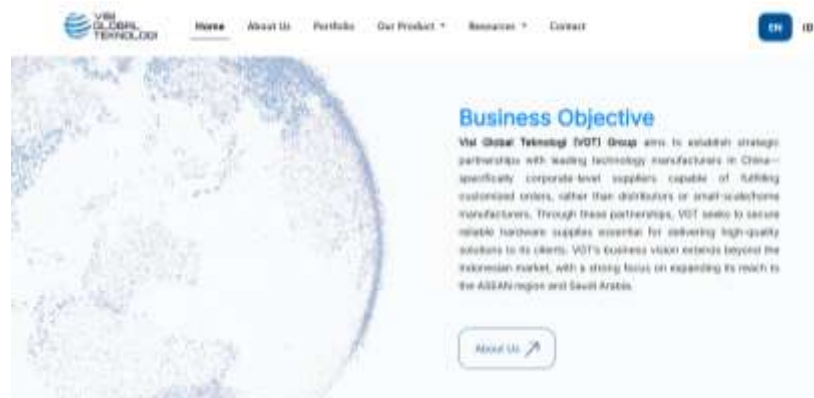 VISI
GLOBAL
TEKNOLOGI
Home About Us Portfolio Our Product Resources Contact
EN ID
Business Objective
Visi Global Teknologi (VGT) Group aims to establish strategic
partnerships with leading technology manufacturers in China—
specifically corporate-level suppliers capable of fulfilling
customized orders, rather than distributors or small-scale/home
manufacturers. Through these partnerships, VGT seeks to secure
reliable hardware supplies essential for delivering high-quality
solutions to its clients. VGT's business vision extends beyond the
Indonesian market, with a strong focus on expanding its reach to
the ASEAN region and Saudi Arabia.
About Us